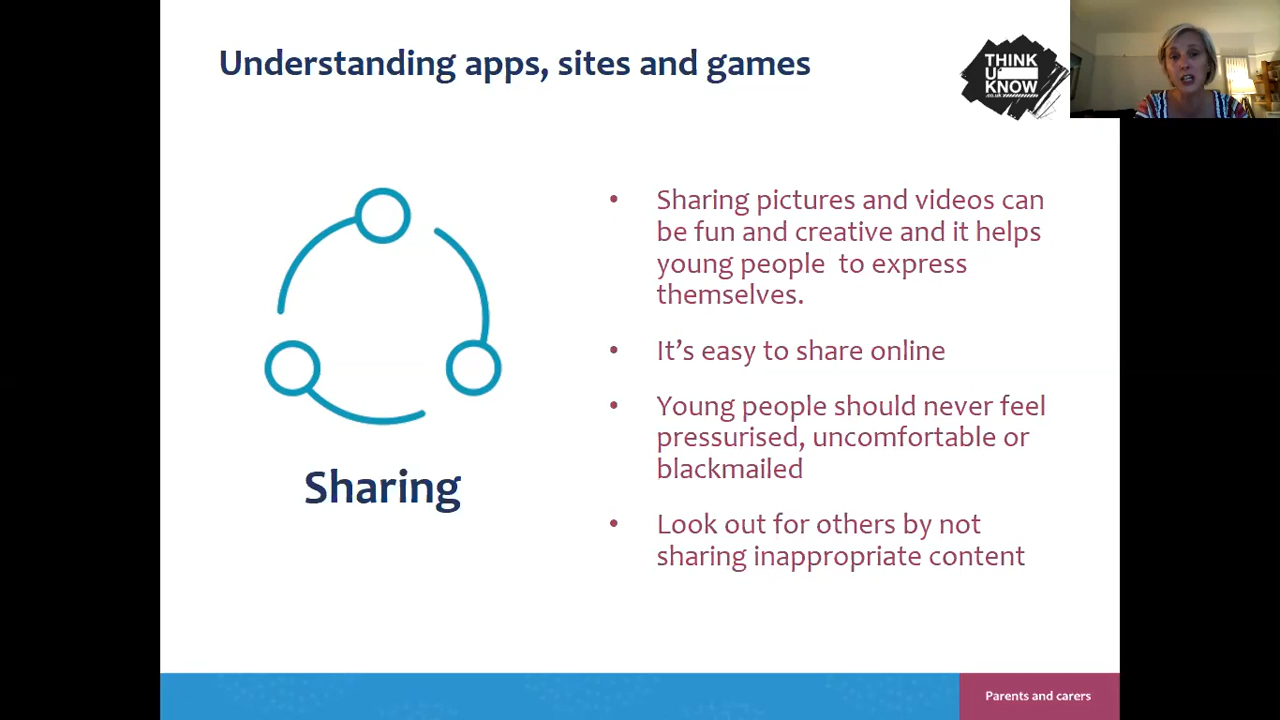 Understanding apps, sites and games
THINK
U
KNOW
.co.uk
• Sharing pictures and videos can
be fun and creative and it helps
young people to express
themselves.
• It's easy to share online
• Young people should never feel
pressurised, uncomfortable or
blackmailed
• Look out for others by not
sharing inappropriate content
Sharing
Parents and carers